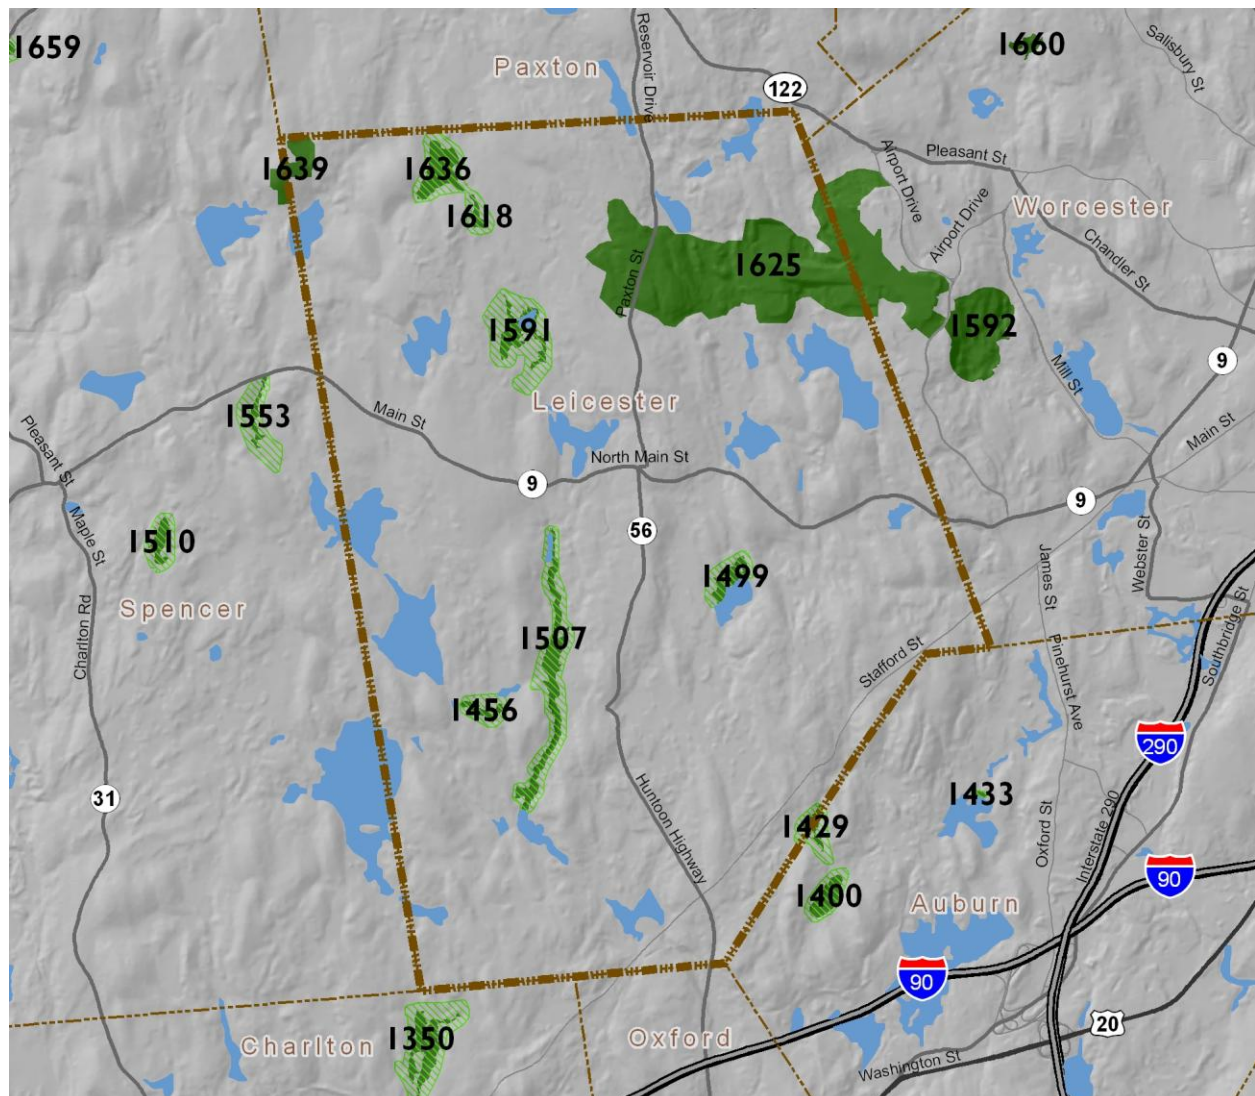 1659
1660
Salisbury St
Paxton
Reservoir Drive
122
Pleasant St
Airport Drive
1639
1636
1618
Worcester
Airport Drive
Chandler St
1625
Paxton St
1591
1592
9
Mill St
Leicester
1553
Main St
Main St
Pleasant St
North Main St
9
9
Maple St
56
Webster St
1510
James St
1499
Spencer
Charlton Rd
1507
Stafford St
Pinehurst Ave
Southbridge St
1456
290
31
1433
Huntoon Highway
1429
Oxford St
Interstate 290
90
1400
Auburn
90
Charlton
1350
Oxford
20
Washington St